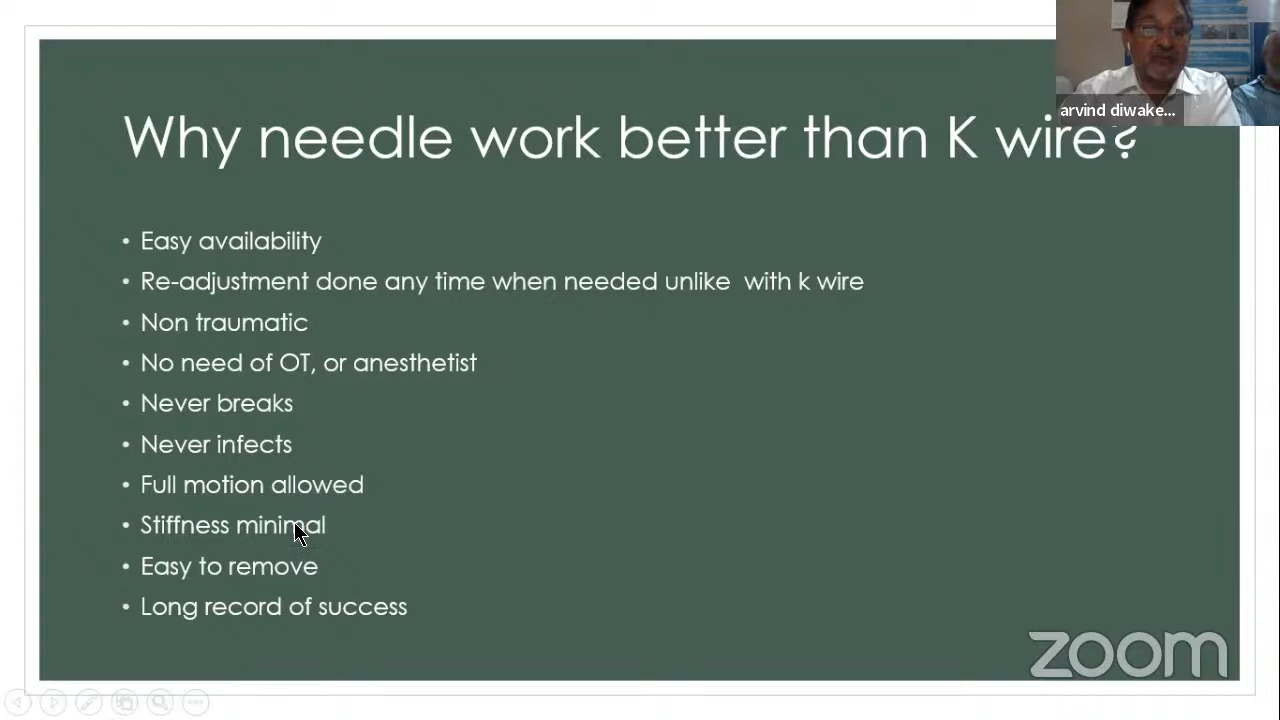 Why needle work better than K wire?
arvind diwake...
• Easy availability
• Re-adjustment done any time when needed unlike  with k wire
• Non traumatic
• No need of OT, or anesthetist
• Never breaks
• Never infects
• Full motion allowed
• Stiffness minimal
• Easy to remove
• Long record of success
zoom